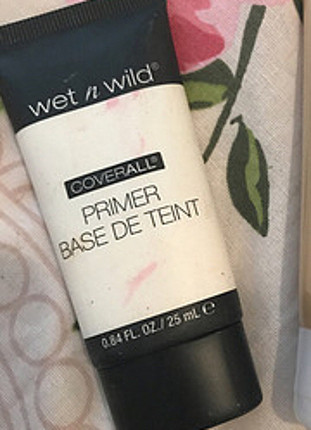 wet n wild®
COVERALL®
PRIMER
BASE DE TEINT
0.84 FL. OZ./ 25 mL ℮